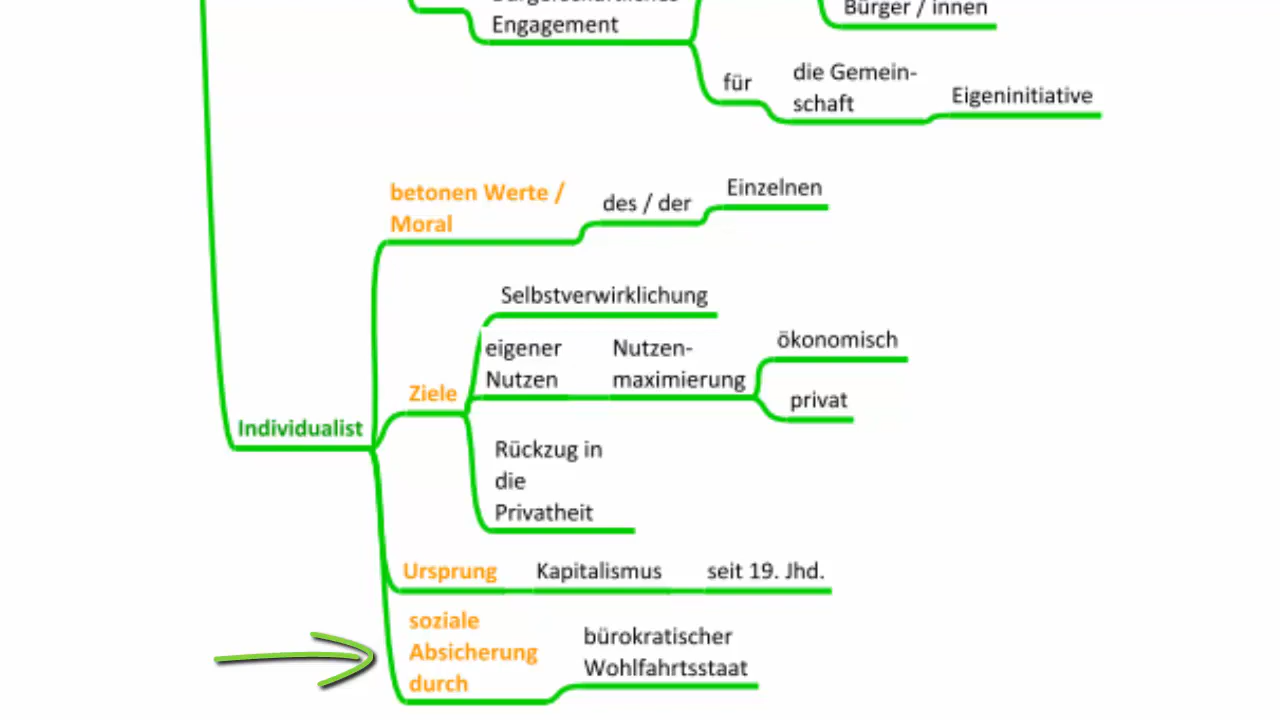 Engagement
Bürger / innen
für
die Gemein-
schaft
Eigeninitiative
betonen Werte /
Moral
des / der
Einzelnen
Individualist
Ziele
Selbstverwirklichung
eigener
Nutzen
Nutzen-
maximierung
ökonomisch
privat
Rückzug in
die
Privatheit
Ursprung
Kapitalismus
seit 19. Jhd.
soziale
Absicherung
durch
bürokratischer
Wohlfahrtsstaat